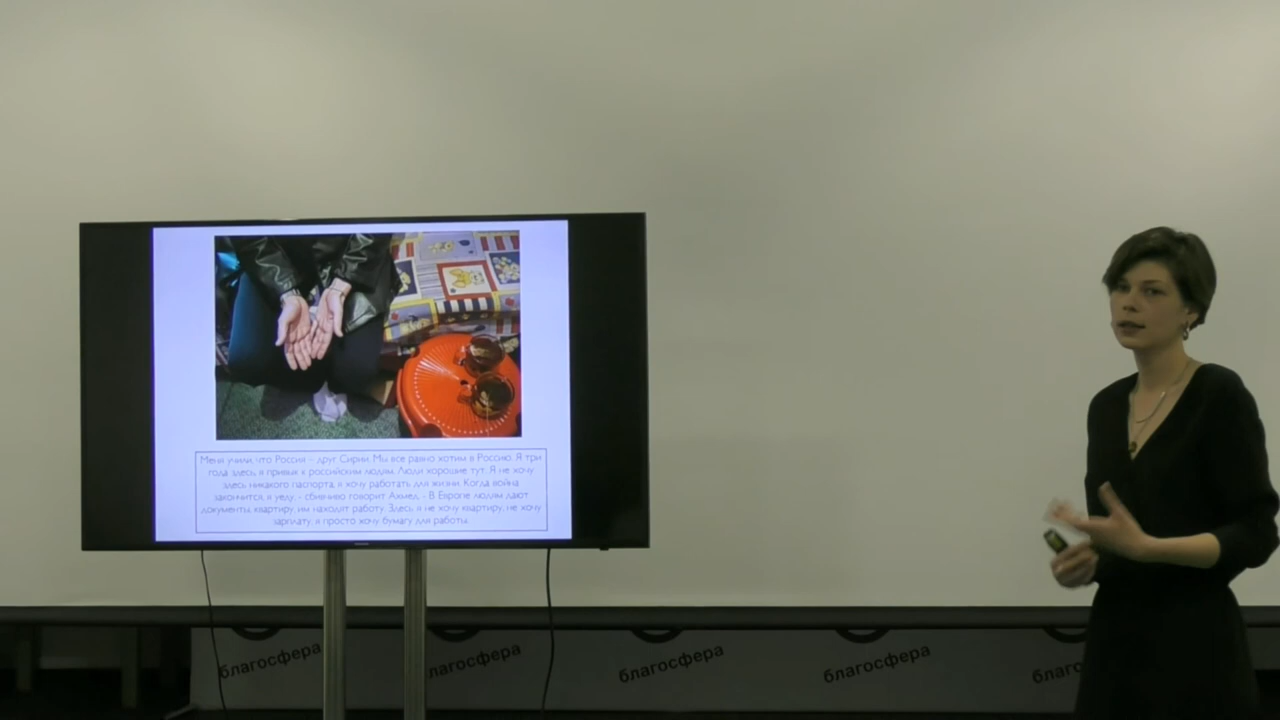 Меня учили, что Россия – друг Сирии. Мы все равно хотим в Россию. Я три
года здесь, я привык к российским людям. Люди хорошие тут. Я не хочу
здесь никакого паспорта, я хочу работать для жизни. Когда война
закончится, я уеду, - сбивчиво говорит Ахмед. - В Европе людям дают
документы, квартиру, им находят работу. Здесь я не хочу квартиру, не хочу
зарплату, я просто хочу бумагу для работы.
благосфера
лагосфера
благосфера
благосфера
благос